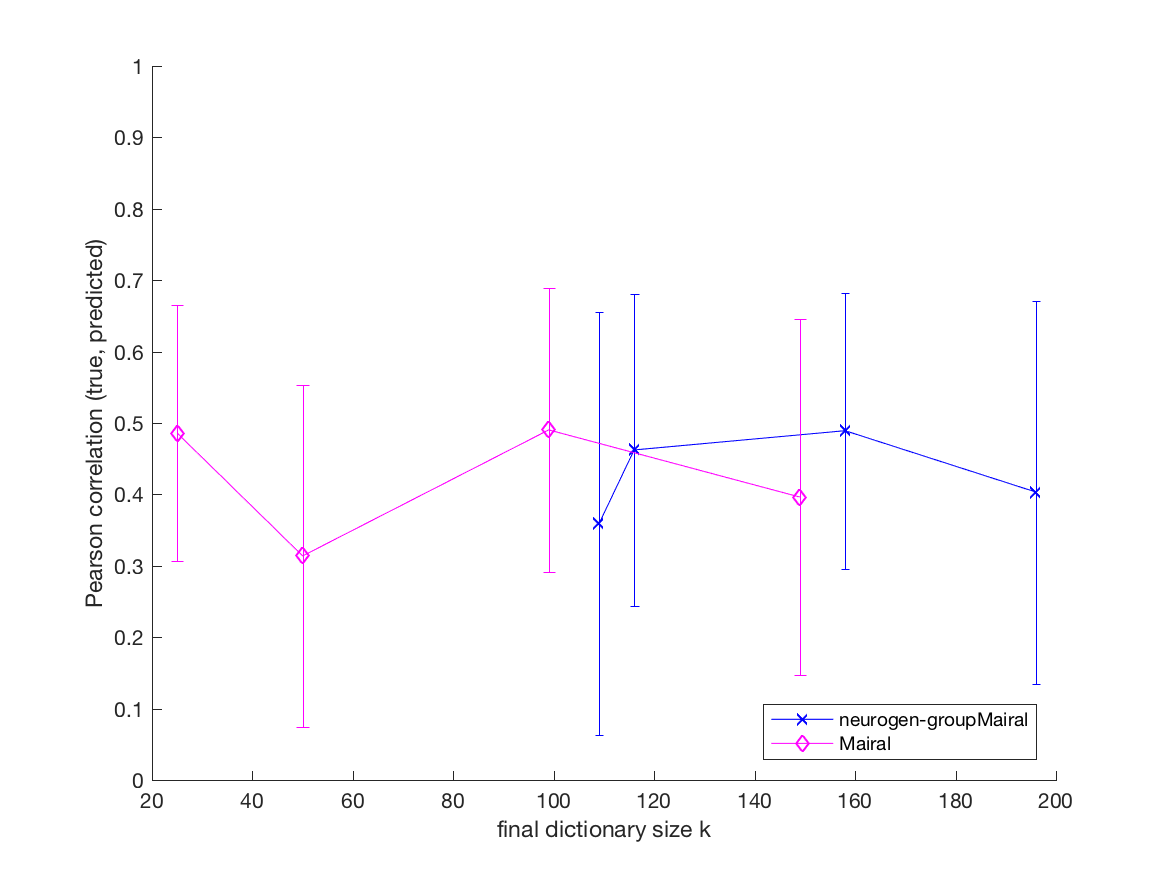 1
0.9
0.8
0.7
0.6
0.5
0.4
0.3
0.2
0.1
0
Pearson correlation (true, predicted)
neurogen-groupMairal
Mairal
20 40 60 80 100 120 140 160 180 200
final dictionary size k